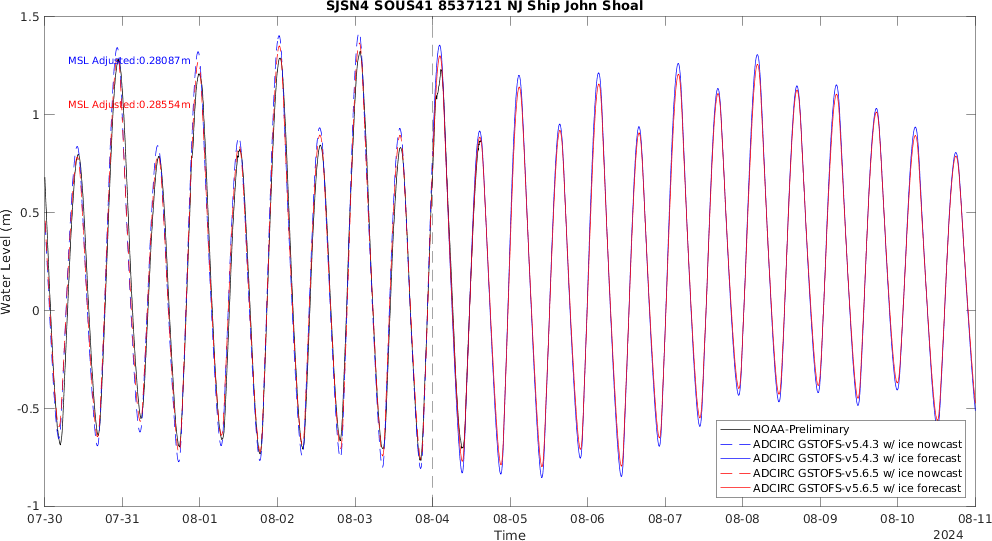 SJSN4 SOUS41 8537121 NJ Ship John Shoal
1.5
1
0.5
0
-0.5
-1
Water Level (m)
MSL Adjusted:0.28087m
MSL Adjusted:0.28554m
NOAA-Preliminary
ADCIRC GSTOFS-v5.4.3 w/ ice nowcast
ADCIRC GSTOFS-v5.4.3 w/ ice forecast
ADCIRC GSTOFS-v5.6.5 w/ ice nowcast
ADCIRC GSTOFS-v5.6.5 w/ ice forecast
07-30 07-31 08-01 08-02 08-03 08-04 08-05 08-06 08-07 08-08 08-09 08-10 08-11
Time
2024